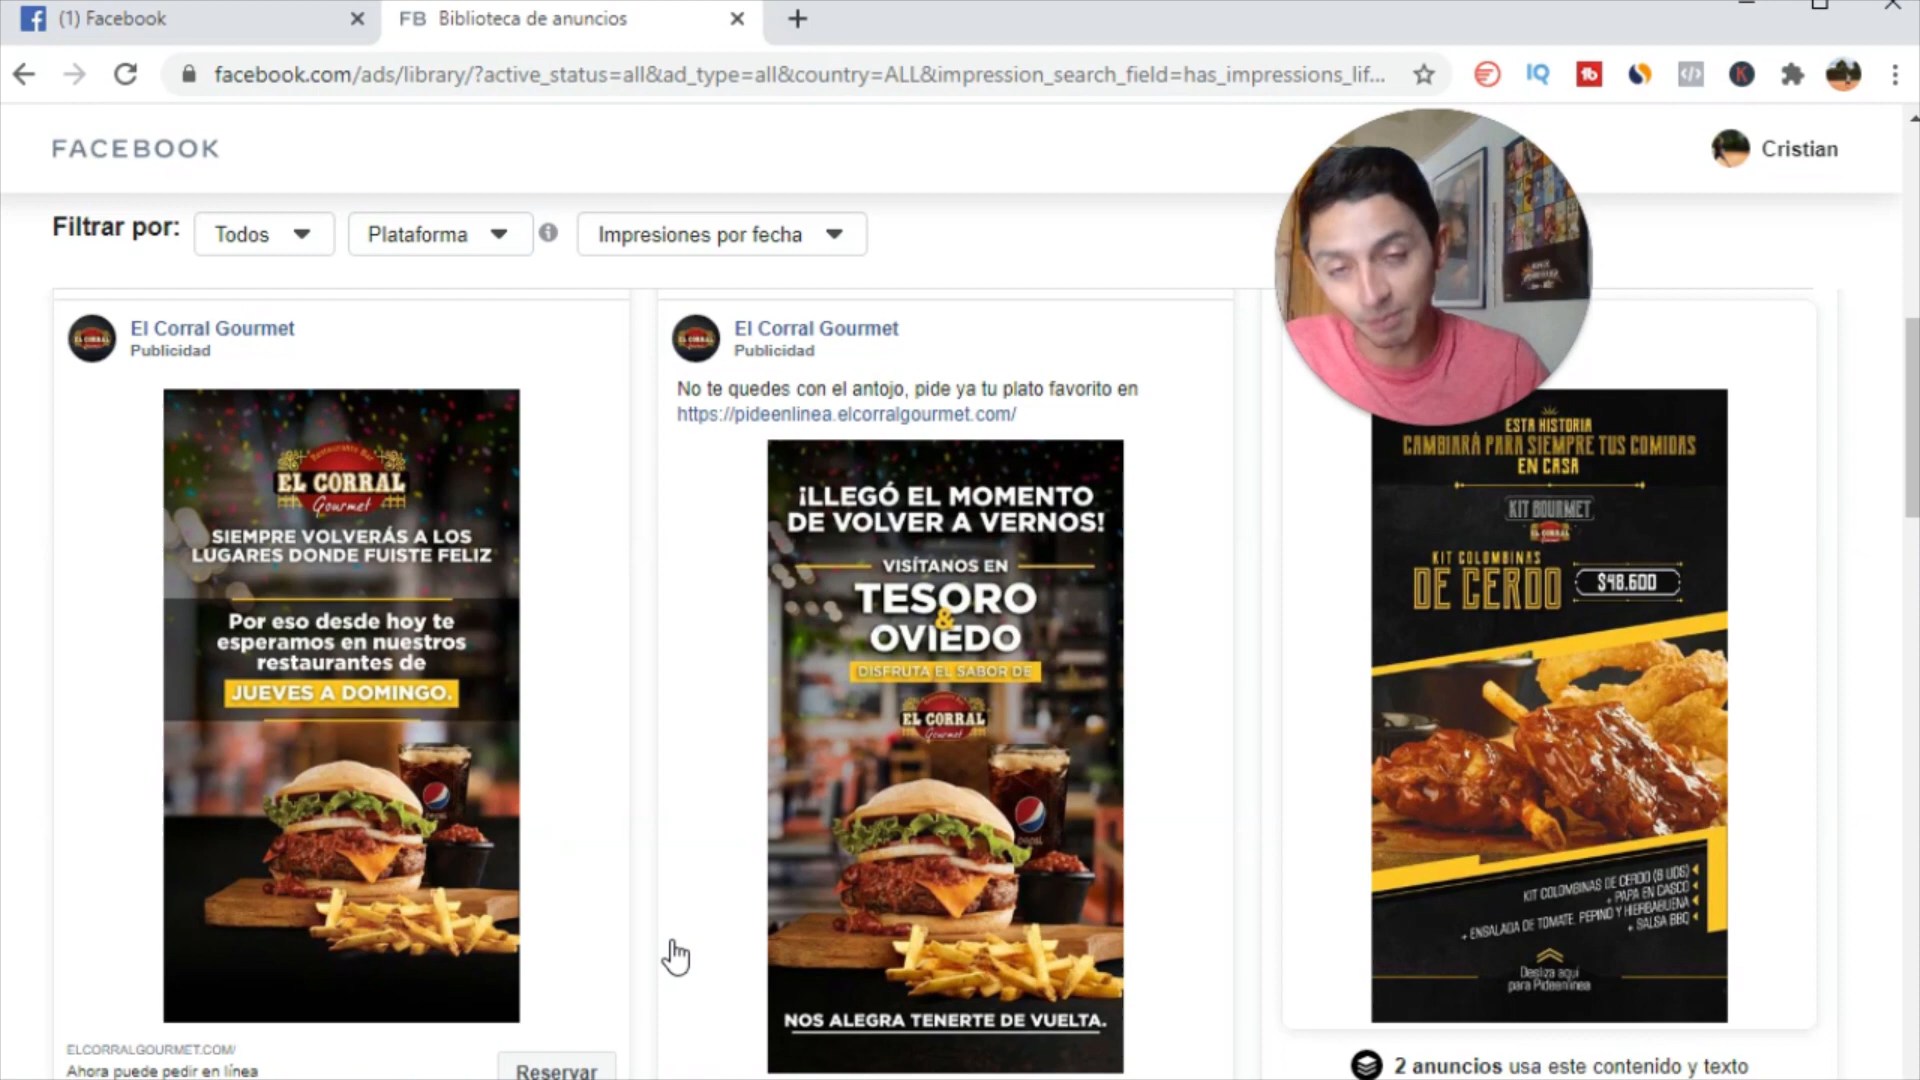 (1) Facebook
FB Biblioteca de anuncios
facebook.com/ads/library/?active_status=all&ad_type=all&country=ALL&impression_search_field=has_impressions_lif...
FACEBOOK
Cristian
Filtrar por:
Todos
Plataforma
Impresiones por fecha
El Corral Gourmet
Publicidad
EL CORRAL
Gourmet
SIEMPRE VOLVERÁS A LOS
LUGARES DONDE FUISTE FELIZ
Por eso desde hoy te
esperamos en nuestros
restaurantes de
JUEVES A DOMINGO.
ELCORRALGOURMET.COM/
Ahora puede pedir en línea
Reservar
El Corral Gourmet
Publicidad
No te quedes con el antojo, pide ya tu plato favorito en
https://pideenlinea.elcorralgourmet.com/
¡LLEGÓ EL MOMENTO
DE VOLVER A VERNOS!
VISÍTANOS EN
TESORO
&
OVIEDO
DISFRUTA EL SABOR DE
EL CORRAL
Gourmet
NOS ALEGRA TENERTE DE VUELTA.
ESTA HISTORIA
CAMBIARÁ PARA SIEMPRE TUS COMIDAS
EN CASA
KIT GOURMET
KIT COLOMBINAS
DE CERDO
$48.600
KIT COLOMBINAS DE CERDO (8 UDS)
+ PAPA EN CASCO
+ ENSALADA DE TOMATE, PEPINO Y HIERBABUENA
+ SALSA BBQ
Desliza aquí
para Pideenlinea
2 anuncios usa este contenido y texto